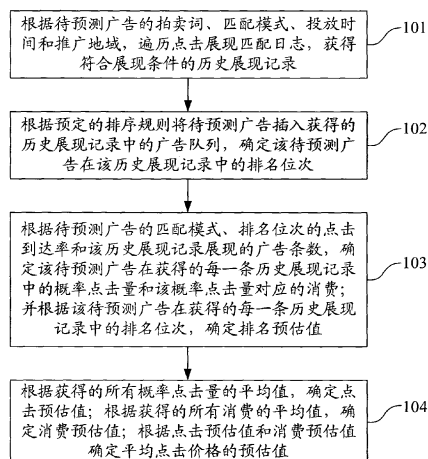 根据待预测广告的拍卖词、匹配模式、投放时
间和推广地域，遍历点击展现匹配日志，获得
符合展现条件的历史展现记录
101
根据预定的排序规则将待预测广告插入获得的
历史展现记录中的广告队列，确定该待预测广
告在该历史展现记录中的排名位次
102
根据待预测广告的匹配模式、排名位次的点击
到达率和该历史展现记录展现的广告条数，确
定该待预测广告在获得的每一条历史展现记录
中的概率点击量和该概率点击量对应的消费；
并根据该待预测广告在获得的每一条历史展现
记录中的排名位次，确定排名预估值
103
根据获得的所有概率点击量的平均值，确定点
击预估值；根据获得的所有消费的平均值，确
定消费预估值；根据点击预估值和消费预估值
确定平均点击价格的预估值
104